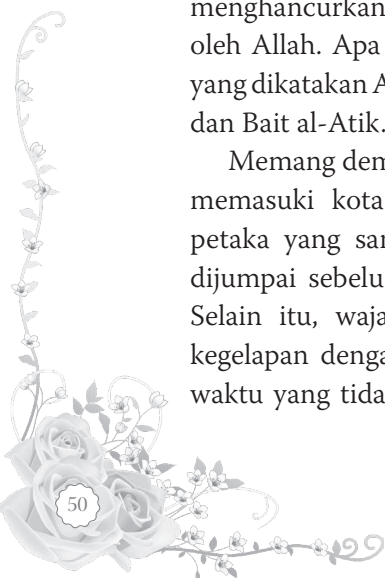 menghancurkan
oleh Allah. Apa
yang dikatakan A
dan Bait al-Atik.
Memang dem
memasuki kota
petaka yang sar
dijumpai sebelu
Selain itu, waja
kegelapan denga
waktu yang tida
50